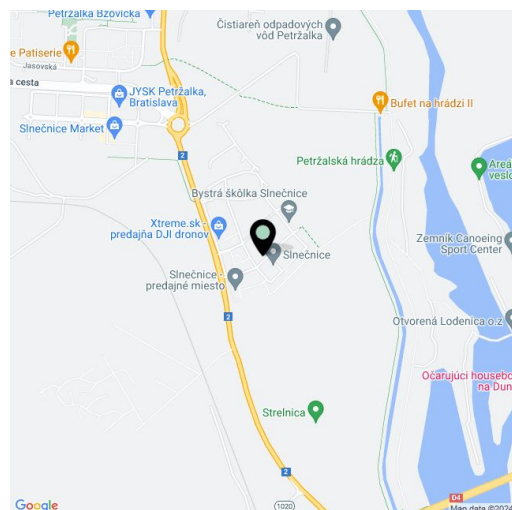 Petržalka Bzovícka
Čistiareň odpadových
vôd Petržalka
e Patiserie
Jasovská
a cesta
JYSK Petržalka,
Bratislava
Bufet na hrádzi II
Slnečnice Market
2
Petržalská hrádza
Areá
veslo
Bystrá škôlka Slnečnice
Xtreme.sk -
predajňa DJI dronov
Zemník Canoeing
Sport Center
Slnečnice
Slnečnice -
predajné miesto
2
Otvorená Lodenica o.z
Očarujúci housebo
na Dun
Strelnica
2
D4
1020
Google
Map data ©2024